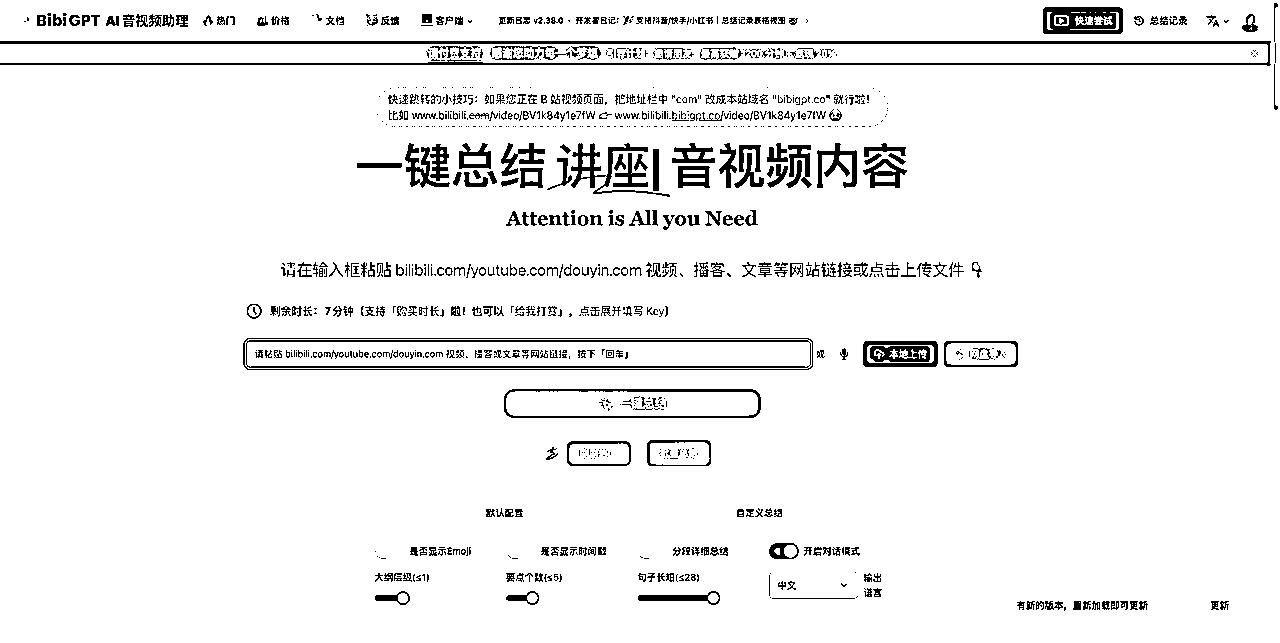 BibiGPT AI音视频助理 热门 价格 文档 反馈 客户端 更新日志 v2.38.0 · 开发者日记: 支持抖音/快手/小红书 | 总结记录表格视图 快速尝试 总结记录
快速跳转的小技巧：如果您正在 B 站视频页面，把地址栏中 "com" 改成本站域名 "bibigpt.co" 就行啦！
比如 www.bilibili.com/video/BV1k84y1e7fW 👉 www.bilibili.bibigpt.co/video/BV1k84y1e7fW
一键总结 讲座| 音视频内容
Attention is All you Need
请在输入框粘贴 bilibili.com/youtube.com/douyin.com 视频、播客、文章等网站链接或点击上传文件 👇
剩余时长：7分钟（支持「购买时长」啦！也可以「给我打赏」，点击展开填写 Key）
请粘贴 bilibili.com/youtube.com/douyin.com 视频、播客或文章等网站链接，按下「回车」 或 本地上传
一键总结
默认配置 自定义总结
是否显示Emoji 是否显示时间戳 分段详细总结 开启对话模式
大纲层级(≤1) 要点个数(≤5) 句子长短(≤28) 中文 输出语言
有新的版本，重新加载即可更新 更新